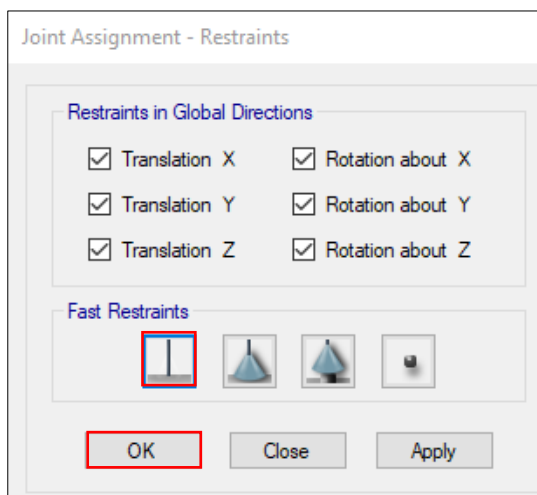 Joint Assignment - Restraints
Restraints in Global Directions
Translation X Rotation about X
Translation Y Rotation about Y
Translation Z Rotation about Z
Fast Restraints
OK Close Apply